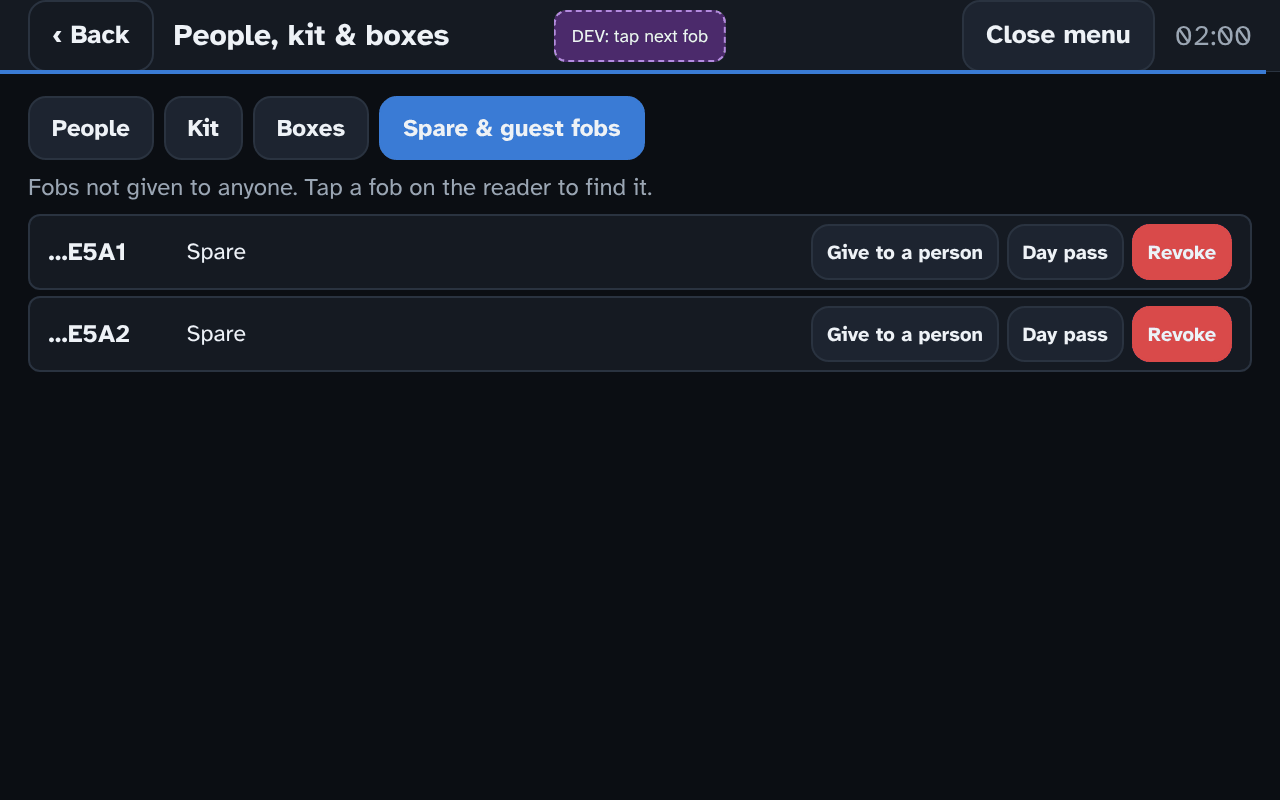 ‹ Back People, kit & boxes DEV: tap next fob Close menu 02:00
People Kit Boxes Spare & guest fobs
Fobs not given to anyone. Tap a fob on the reader to find it.
…E5A1 Spare Give to a person Day pass Revoke
…E5A2 Spare Give to a person Day pass Revoke